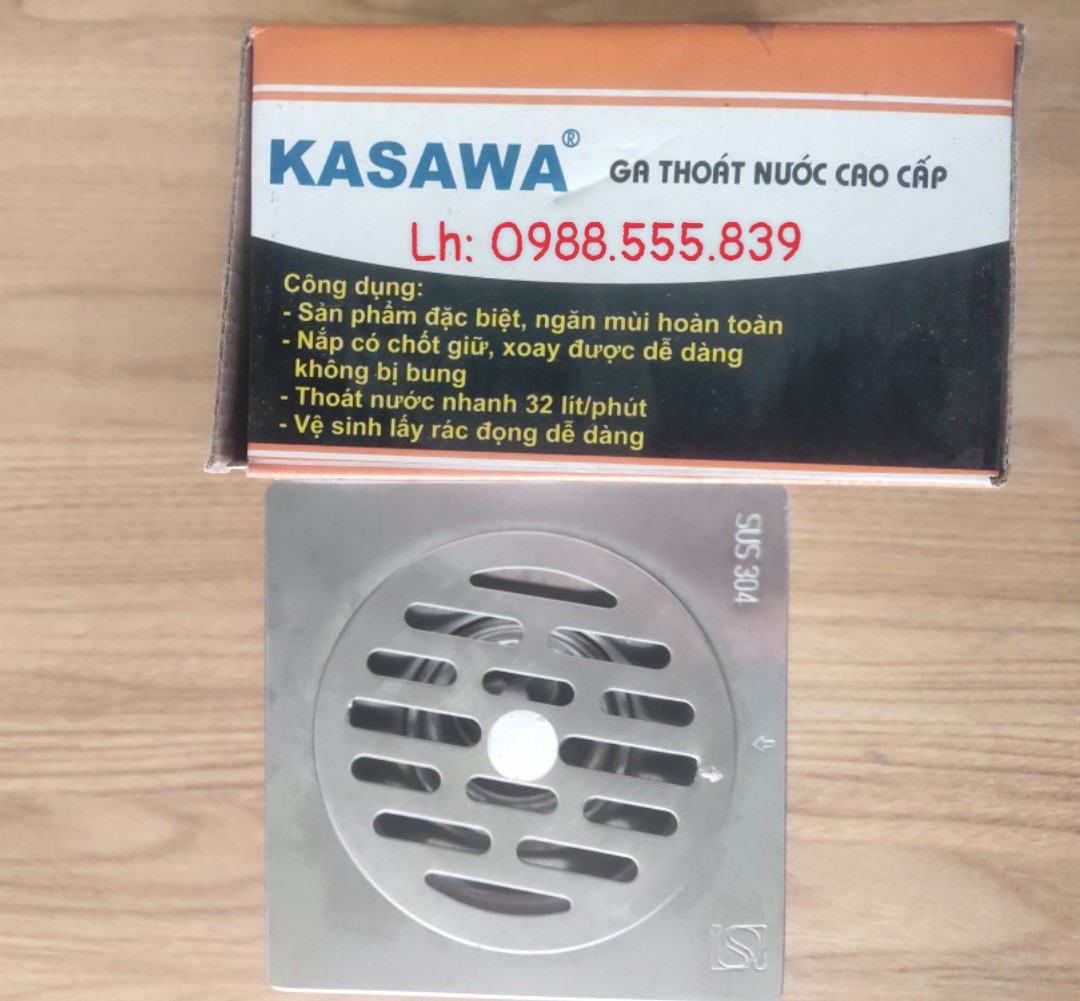 KASAWA® GA THOÁT NƯỚC CAO CẤP
Lh: 0988.555.839
Công dụng:
- Sản phẩm đặc biệt, ngăn mùi hoàn toàn
- Nắp có chốt giữ, xoay được dễ dàng
không bị bung
- Thoát nước nhanh 32 lít/phút
- Vệ sinh lấy rác đọng dễ dàng
SUS 304